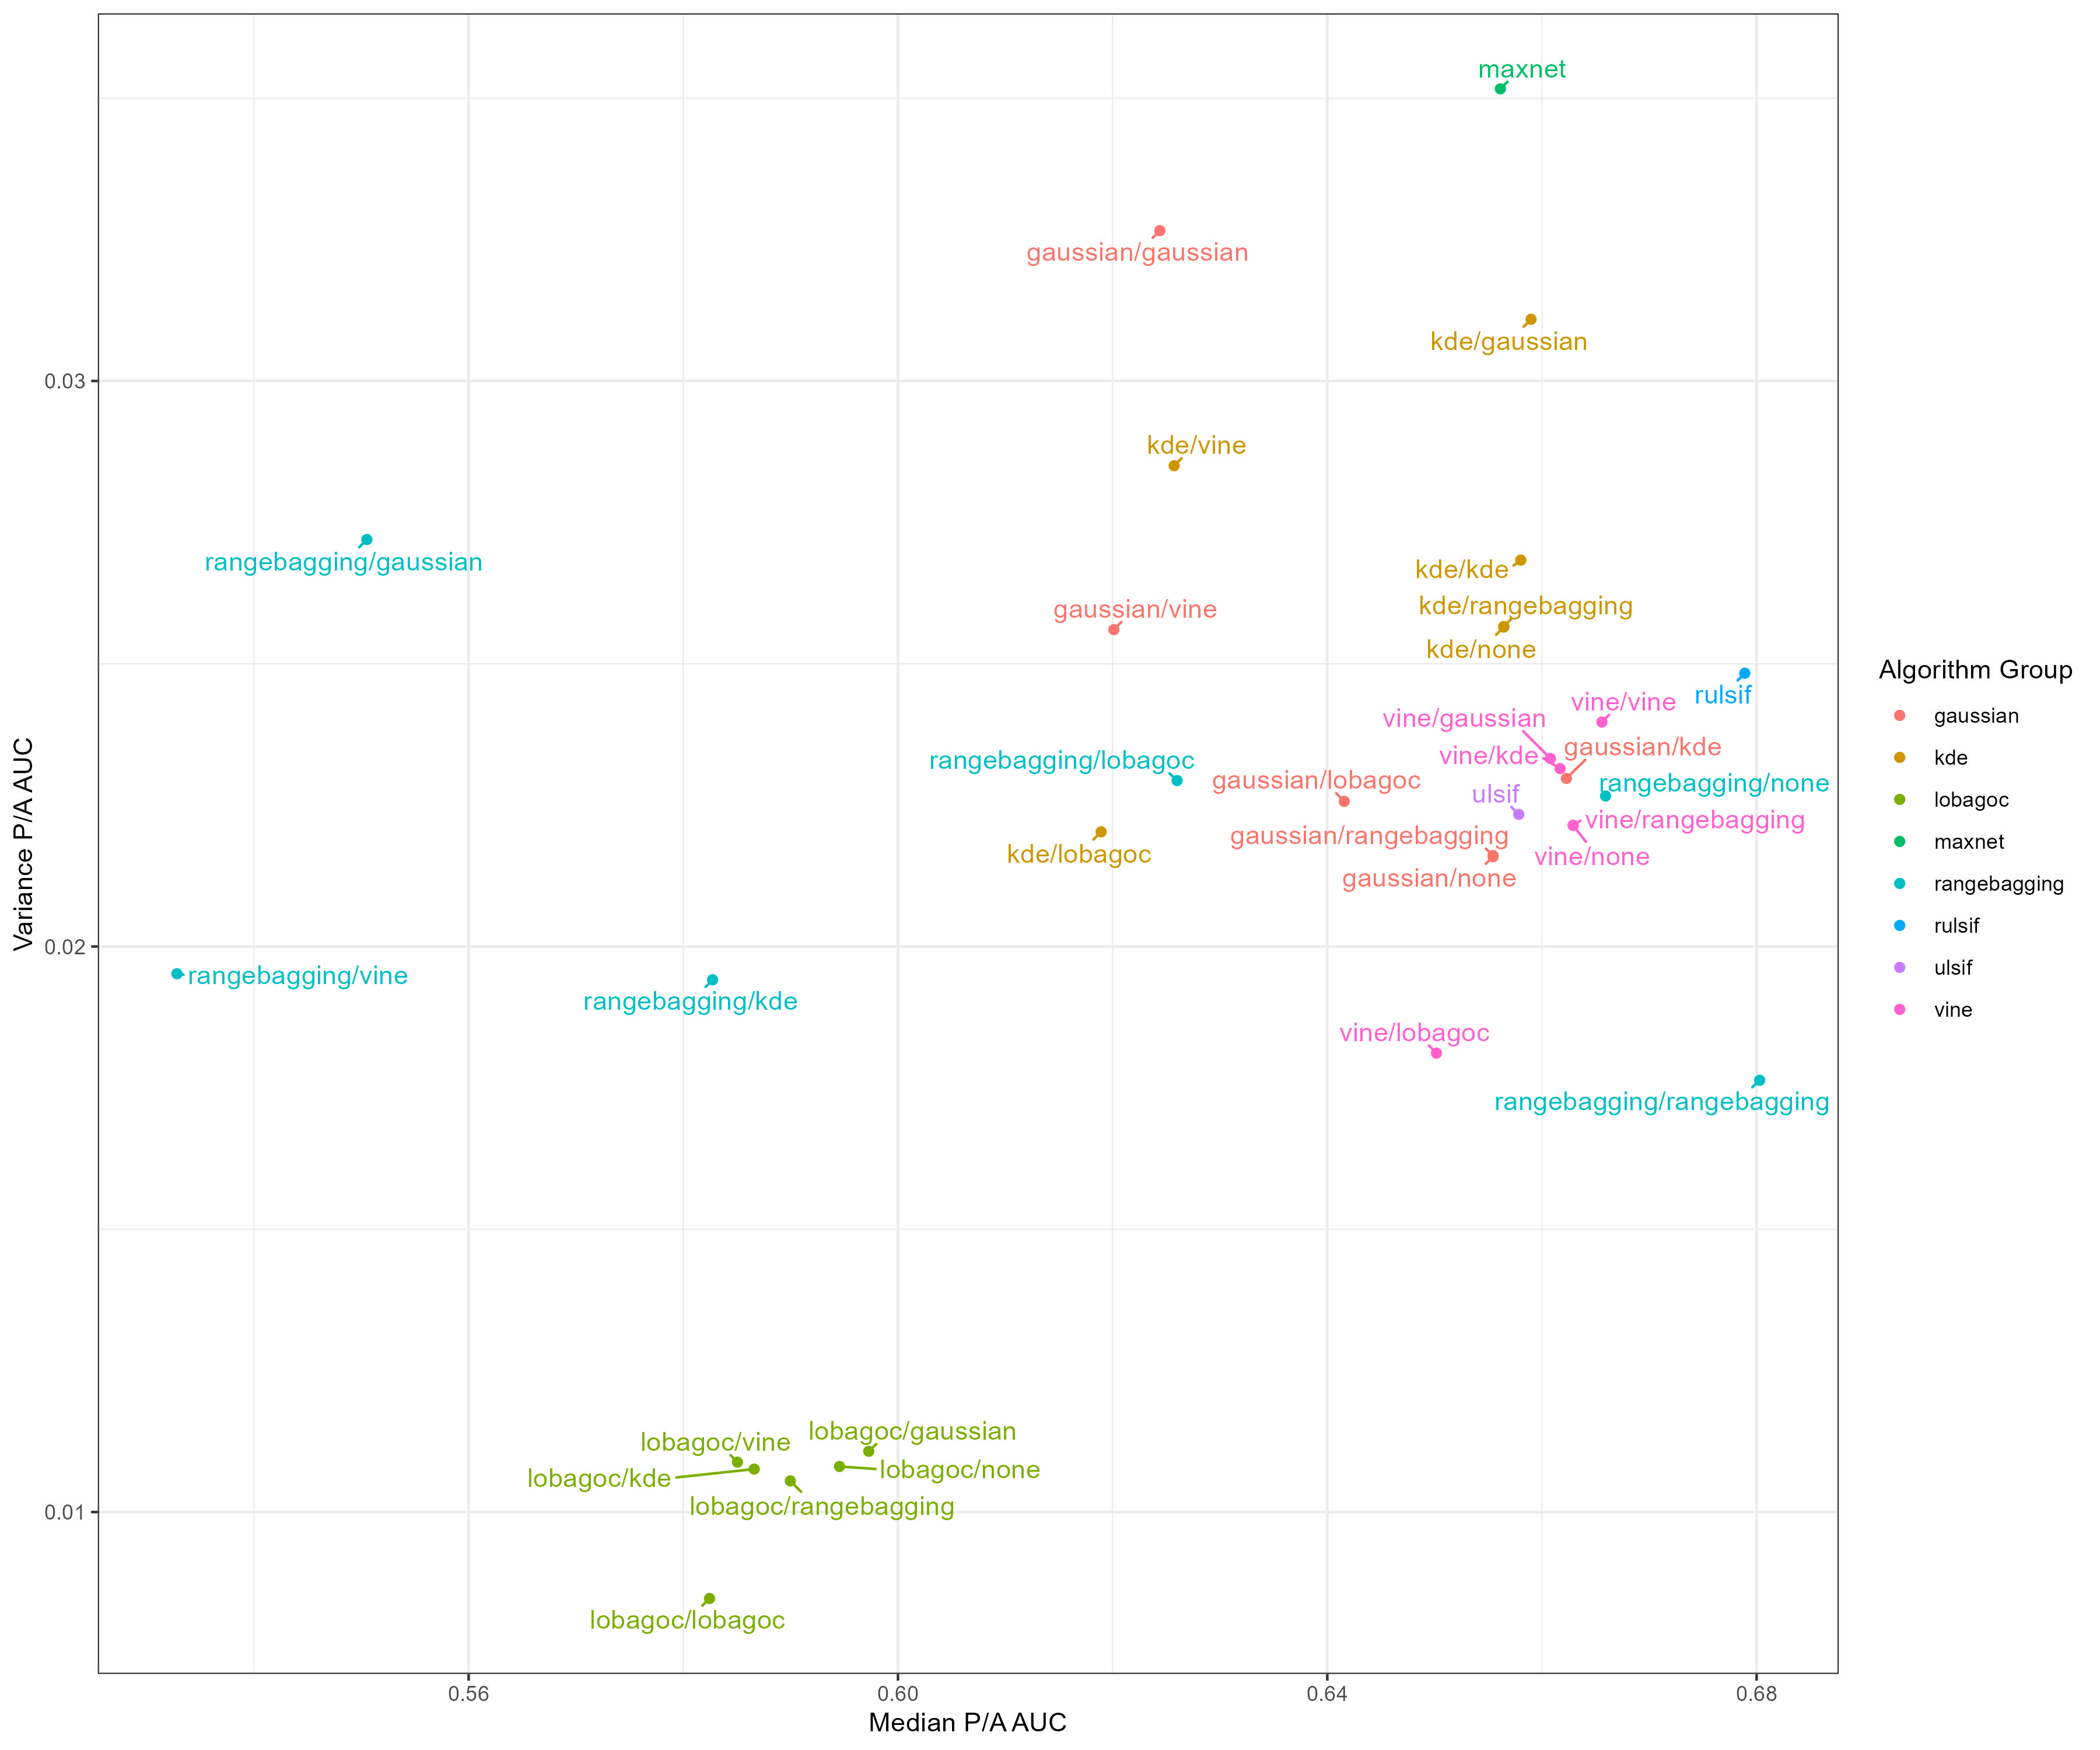 maxnet
gaussian/gaussian
kde/gaussian
0.03
kde/vine
rangebagging/gaussian
kde/kde
kde/rangebagging
gaussian/vine
kde/none
rulsif
vine/vine
vine/gaussian
gaussian/kde
vine/kde
rangebagging/lobagoc
gaussian/lobagoc
rangebagging/none
ulsif
vine/rangebagging
gaussian/rangebagging
kde/lobagoc
vine/none
gaussian/none
0.02
rangebagging/vine
rangebagging/kde
vine/lobagoc
rangebagging/rangebagging
lobagoc/gaussian
lobagoc/vine
lobagoc/none
lobagoc/kde
lobagoc/rangebagging
0.01
lobagoc/lobagoc
0.56
0.60
0.64
0.68
Median P/A AUC
Variance P/A AUC
Algorithm Group
gaussian
kde
lobagoc
maxnet
rangebagging
rulsif
ulsif
vine